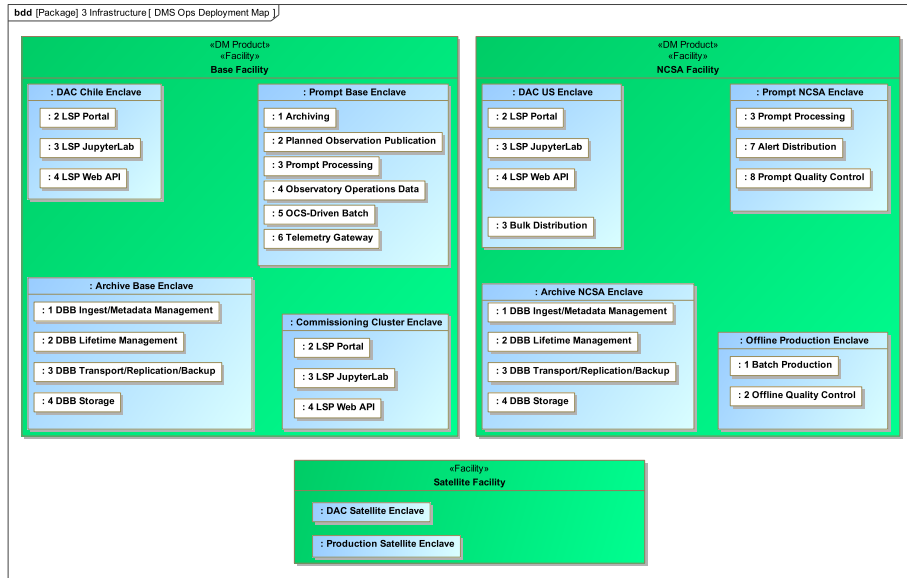 bdd [Package] 3 Infrastructure [ DMS Ops Deployment Map ]
«DM Product»
«Facility»
Base Facility
: DAC Chile Enclave
: 2 LSP Portal
: 3 LSP JupyterLab
: 4 LSP Web API
: Prompt Base Enclave
: 1 Archiving
: 2 Planned Observation Publication
: 3 Prompt Processing
: 4 Observatory Operations Data
: 5 OCS-Driven Batch
: 6 Telemetry Gateway
: Archive Base Enclave
: 1 DBB Ingest/Metadata Management
: 2 DBB Lifetime Management
: 3 DBB Transport/Replication/Backup
: 4 DBB Storage
: Commissioning Cluster Enclave
: 2 LSP Portal
: 3 LSP JupyterLab
: 4 LSP Web API
«DM Product»
«Facility»
NCSA Facility
: DAC US Enclave
: 2 LSP Portal
: 3 LSP JupyterLab
: 4 LSP Web API
: 3 Bulk Distribution
: Prompt NCSA Enclave
: 3 Prompt Processing
: 7 Alert Distribution
: 8 Prompt Quality Control
: Archive NCSA Enclave
: 1 DBB Ingest/Metadata Management
: 2 DBB Lifetime Management
: 3 DBB Transport/Replication/Backup
: 4 DBB Storage
: Offline Production Enclave
: 1 Batch Production
: 2 Offline Quality Control
«Facility»
Satellite Facility
: DAC Satellite Enclave
: Production Satellite Enclave